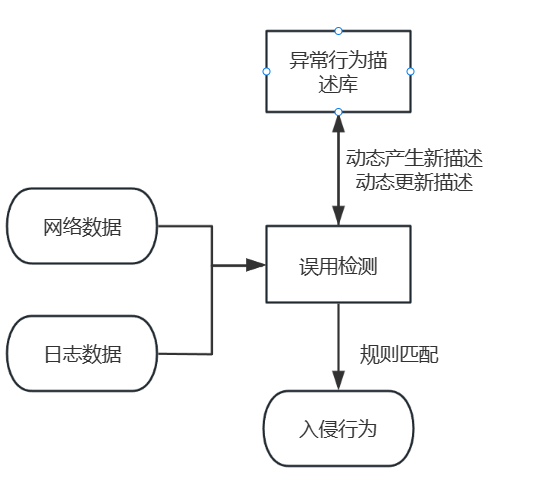 异常行为描
述库
动态产生新描述
动态更新描述
网络数据
误用检测
日志数据
规则匹配
入侵行为